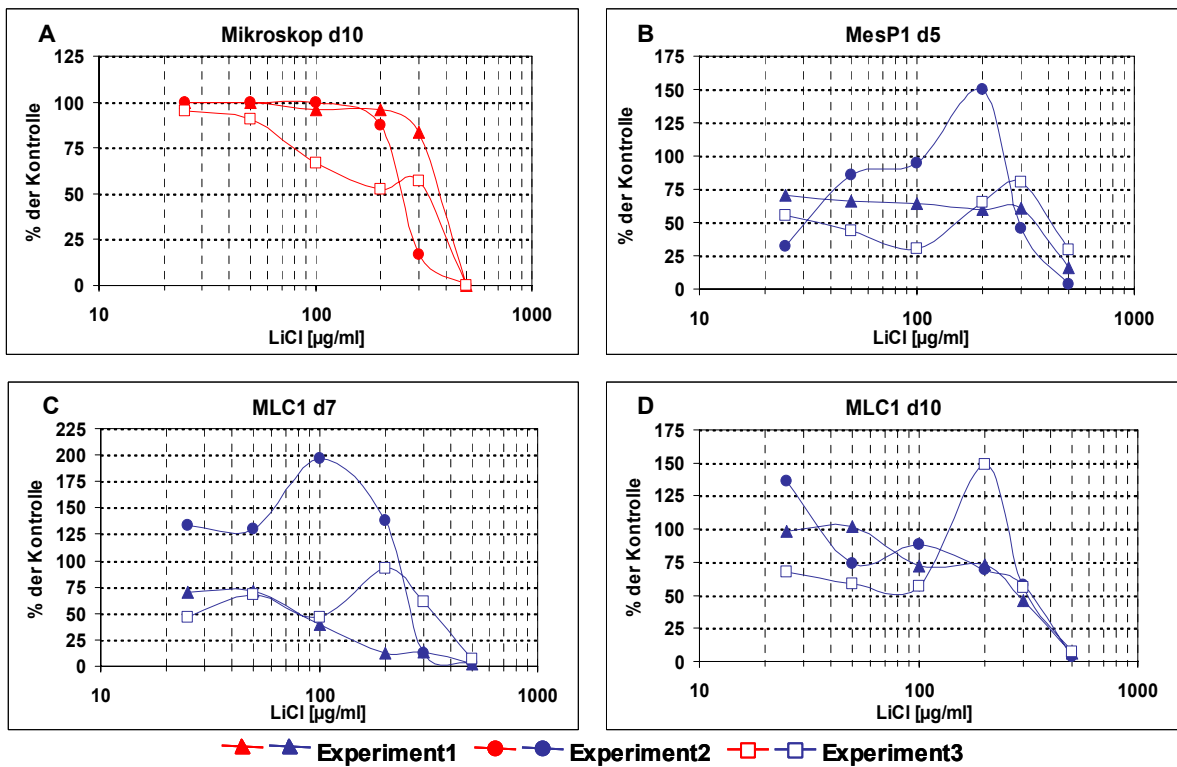 A
Mikroskop d10
125
100
75
50
25
0
% der Kontrolle
10
100
1000
LiCl [µg/ml]
B
MesP1 d5
175
150
125
100
75
50
25
0
% der Kontrolle
10
100
1000
LiCl [µg/ml]
C
MLC1 d7
225
200
175
150
125
100
75
50
25
0
% der Kontrolle
10
100
1000
LiCl [µg/ml]
D
MLC1 d10
175
150
125
100
75
50
25
0
% der Kontrolle
10
100
1000
LiCl [µg/ml]
Experiment1
Experiment2
Experiment3